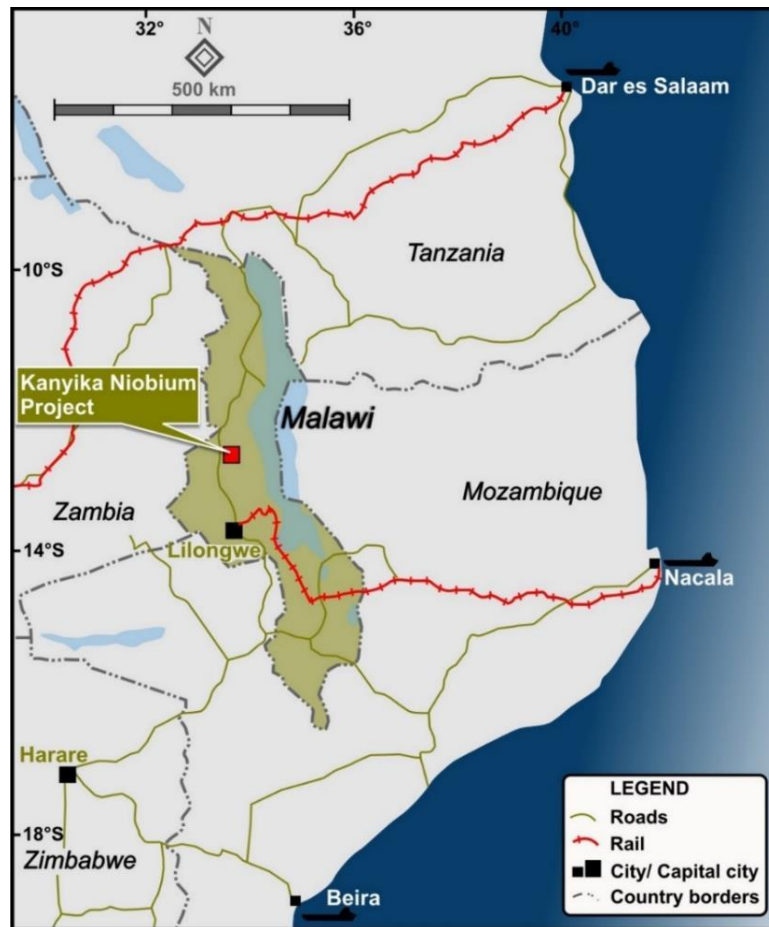 32°
36°
40°
N
500 km
Dar es Salaam
Tanzania
10°S
Kanyika Niobium
Project
Malawi
Mozambique
Zambia
14°S
Lilongwe
Nacala
Harare
18°S
Zimbabwe
Beira
LEGEND
Roads
Rail
City/ Capital city
Country borders